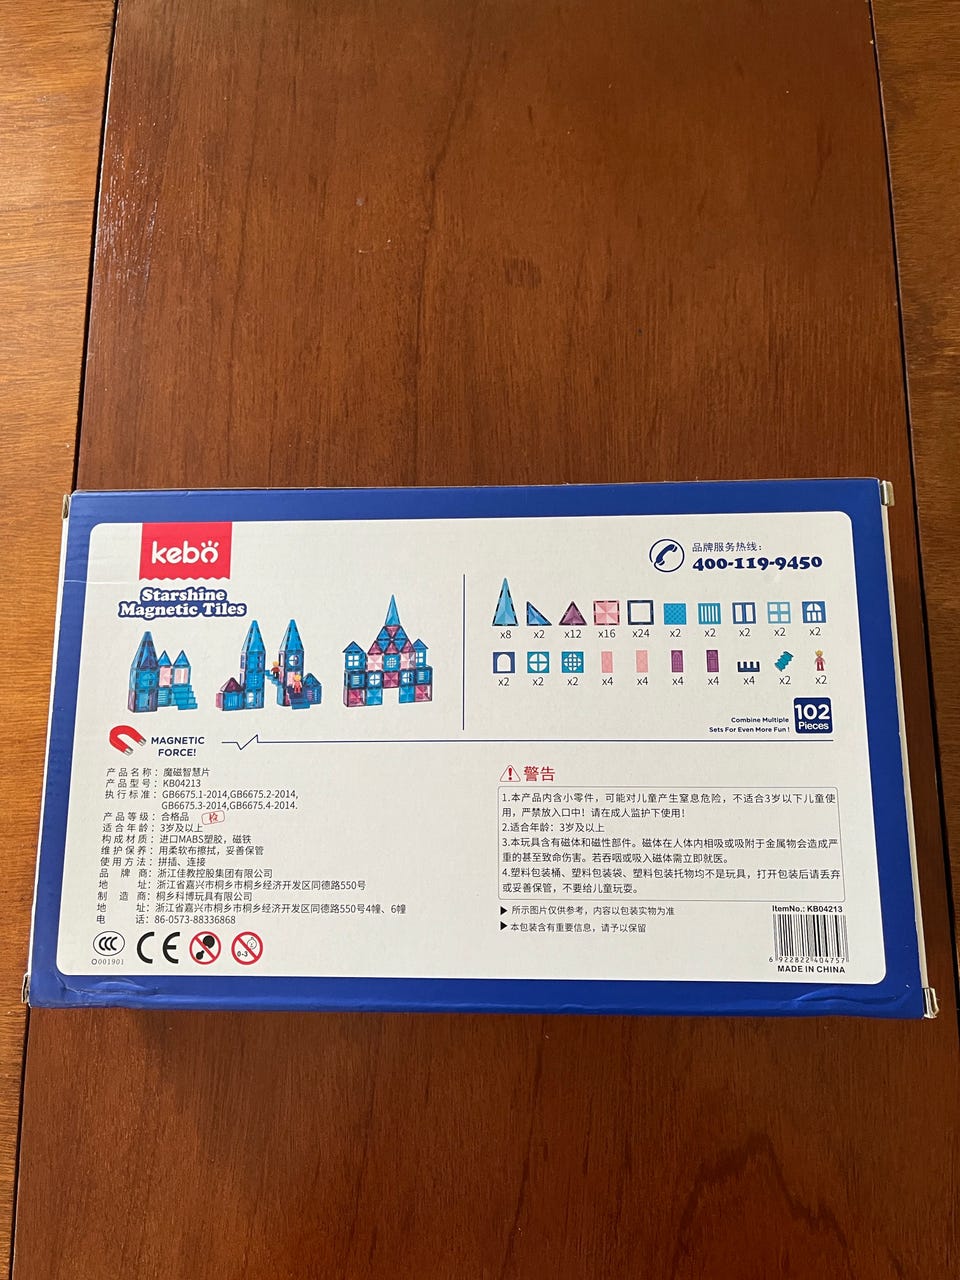 kebo
Starshine
Magnetic Tiles
品牌服务热线：
400-119-9450
x8 x2 x12 x16 x24 x2 x2 x2 x2 x2
x2 x2 x2 x4 x4 x4 x4 x4 x2 x2
Combine Multiple
Sets For Even More Fun !
102
Pieces
MAGNETIC
FORCE!
产品名称：魔磁智慧片
产品型号：KB04213
执行标准：GB6675.1-2014,GB6675.2-2014,
GB6675.3-2014,GB6675.4-2014.
产品等级：合格品 检
适合年龄：3岁及以上
构成材质：进口MABS塑胶，磁铁
维护保养：用柔软布擦拭，妥善保管
使用方法：拼插、连接
品牌商：浙江佳教控股集团有限公司
地址：浙江省嘉兴市桐乡市桐乡经济开发区同德路550号
制造商：桐乡科博玩具有限公司
地址：浙江省嘉兴市桐乡市桐乡经济开发区同德路550号4幢、6幢
电话：86-0573-88336868
CCC
0001901
CE
0-3
警告
1.本产品内含小零件，可能对儿童产生窒息危险，不适合3岁以下儿童使
用，严禁放入口中！请在成人监护下使用！
2.适合年龄：3岁及以上
3.本玩具含有磁体和磁性部件。磁体在人体内相吸或吸附于金属物会造成严
重的甚至致命伤害。若吞咽或吸入磁体需立即就医。
4.塑料包装桶、塑料包装袋、塑料包装托物均不是玩具，打开包装后请丢弃
或妥善保管，不要给儿童玩耍。
▶ 所示图片仅供参考，内容以包装实物为准
▶ 本包装含有重要信息，请予以保留
ItemNo.: KB04213
6 922822 404757
MADE IN CHINA